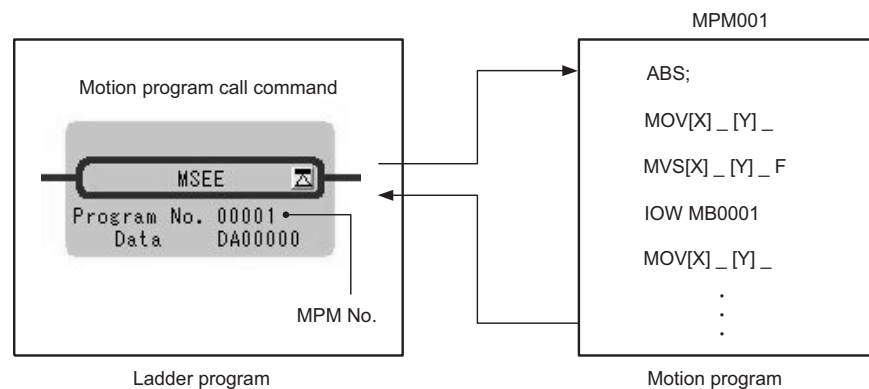 MPM001
Motion program call command
MSEE
Program No. 00001
Data DA00000
MPM No.
Ladder program
ABS;
MOV[X] _ [Y] _
MVS[X] _ [Y] _ F
IOW MB0001
MOV[X] _ [Y] _
Motion program